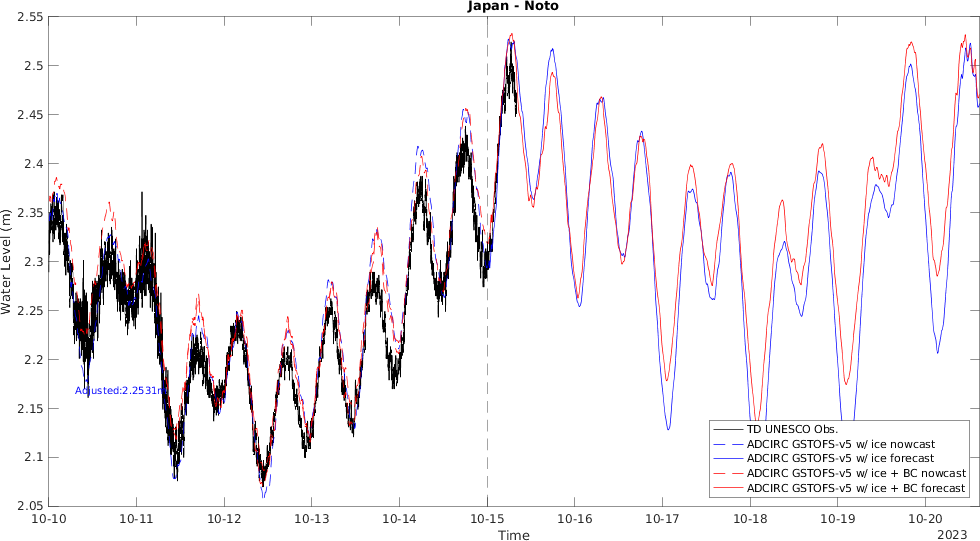 Japan - Noto
2.55
2.5
2.45
2.4
2.35
2.3
2.25
2.2
2.15
2.1
2.05
Water Level (m)
Adjusted:2.2531m
TD UNESCO Obs.
ADCIRC GSTOFS-v5 w/ ice nowcast
ADCIRC GSTOFS-v5 w/ ice forecast
ADCIRC GSTOFS-v5 w/ ice + BC nowcast
ADCIRC GSTOFS-v5 w/ ice + BC forecast
10-10 10-11 10-12 10-13 10-14 10-15 10-16 10-17 10-18 10-19 10-20
Time
2023